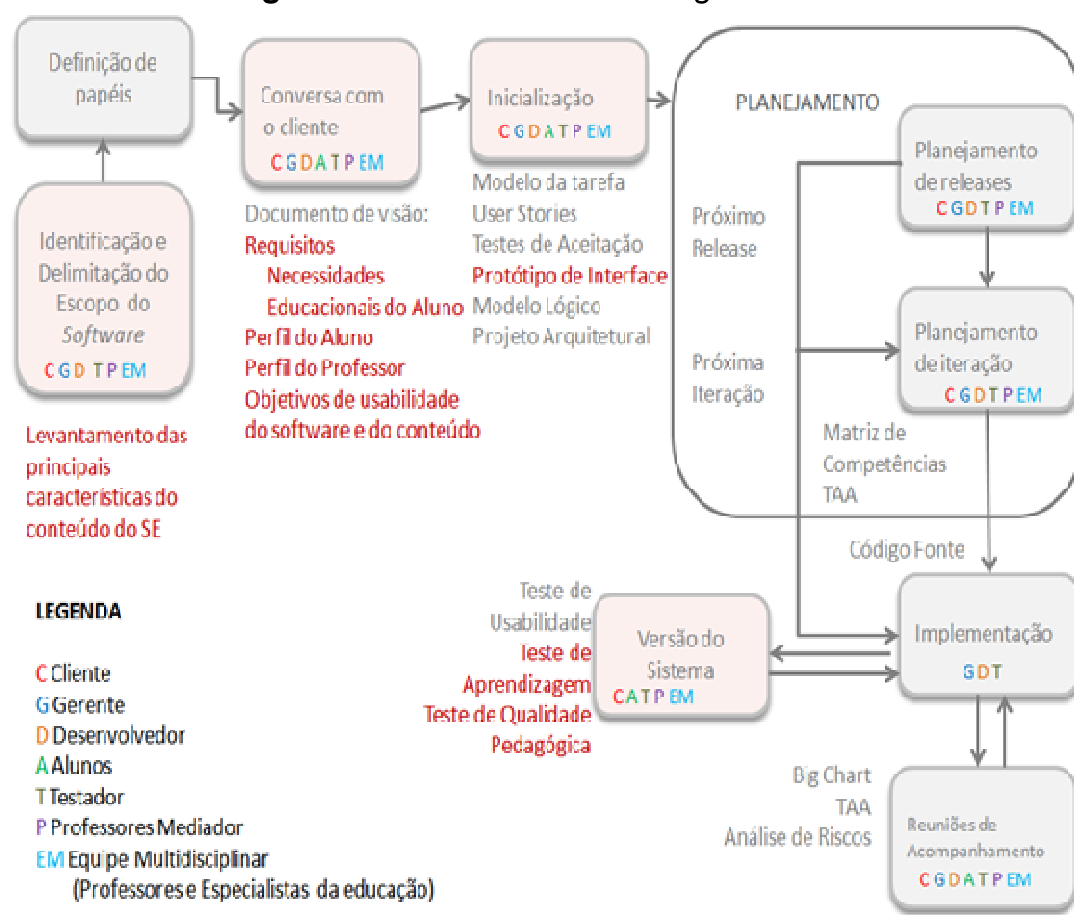 Definição de
papéis
Conversa com
o cliente
C G D A T P EM
Inicialização
C G D A T P EM
PLANEJAMENTO
Planejamento
de releases
C G D T P EM
Identificação e
Delimitação do
Escopo do
Software
C G D T P EM
Levantamento das
principais
características do
conteúdo do SE
Documento de visão:
Requisitos
Necessidades
Educacionais do Aluno
Perfil do Aluno
Perfil do Professor
Objetivos de usabilidade
do software e do conteúdo
Modelo da tarefa
User Stories
Testes de Aceitação
Protótipo de Interface
Modelo Lógico
Projeto Arquitetural
Próximo
Release
Próxima
Iteração
Planejamento
de iteração
C G D T P EM
Matriz de
Competências
TAA
Código Fonte
Implementação
G D T
Teste de
Usabilidade
Teste de
Aprendizagem
Teste de Qualidade
Pedagógica
Versão do
Sistema
C A T P EM
Big Chart
TAA
Análise de Riscos
Reuniões de
Acompanhamento
C G D A T P EM
LEGENDA
C Cliente
G Gerente
D Desenvolvedor
A Alunos
T Testador
P Professores Mediador
EM Equipe Multidisciplinar
(Professores e Especialistas da educação)